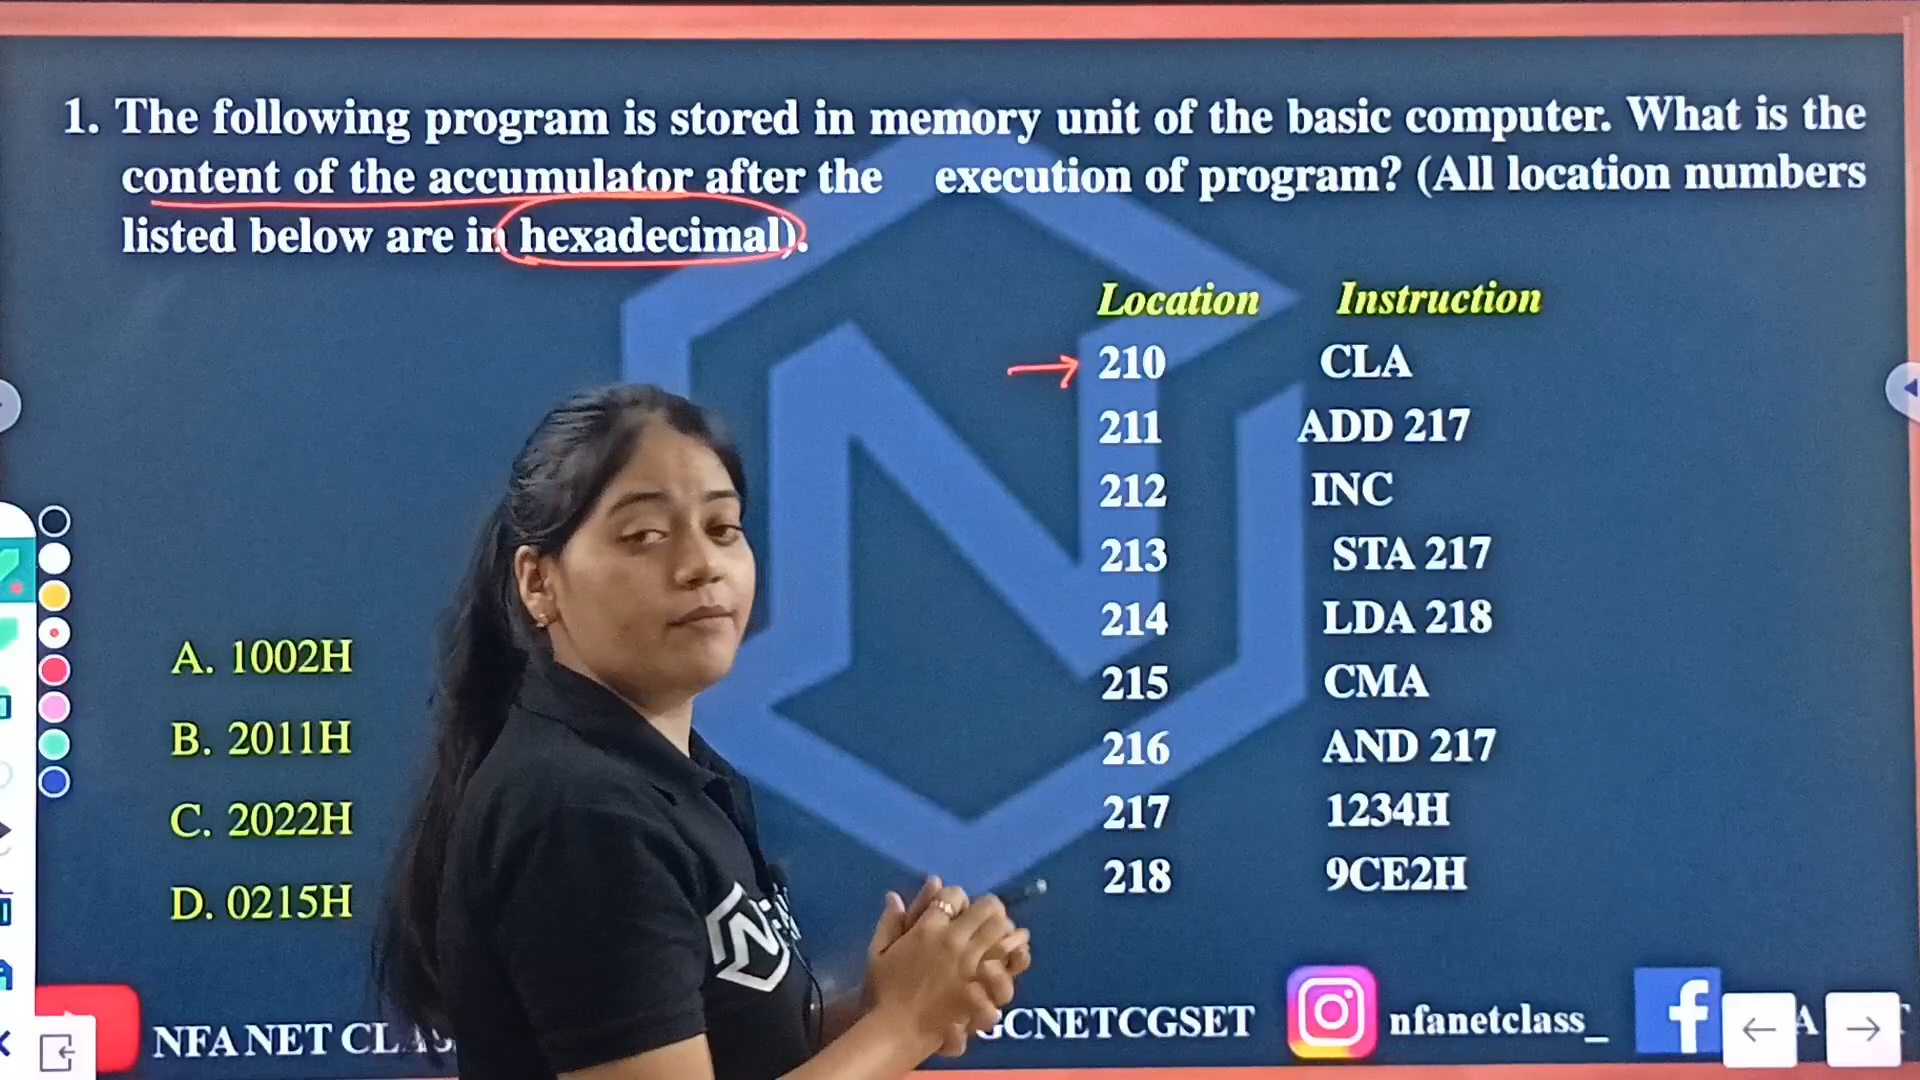 1. The following program is stored in memory unit of the basic computer. What is the
content of the accumulator after the execution of program? (All location numbers
listed below are in hexadecimal).
Location Instruction
210 CLA
211 ADD 217
212 INC
213 STA 217
214 LDA 218
215 CMA
216 AND 217
217 1234H
218 9CE2H
A. 1002H
B. 2011H
C. 2022H
D. 0215H
NFA NET
nfanetclass_